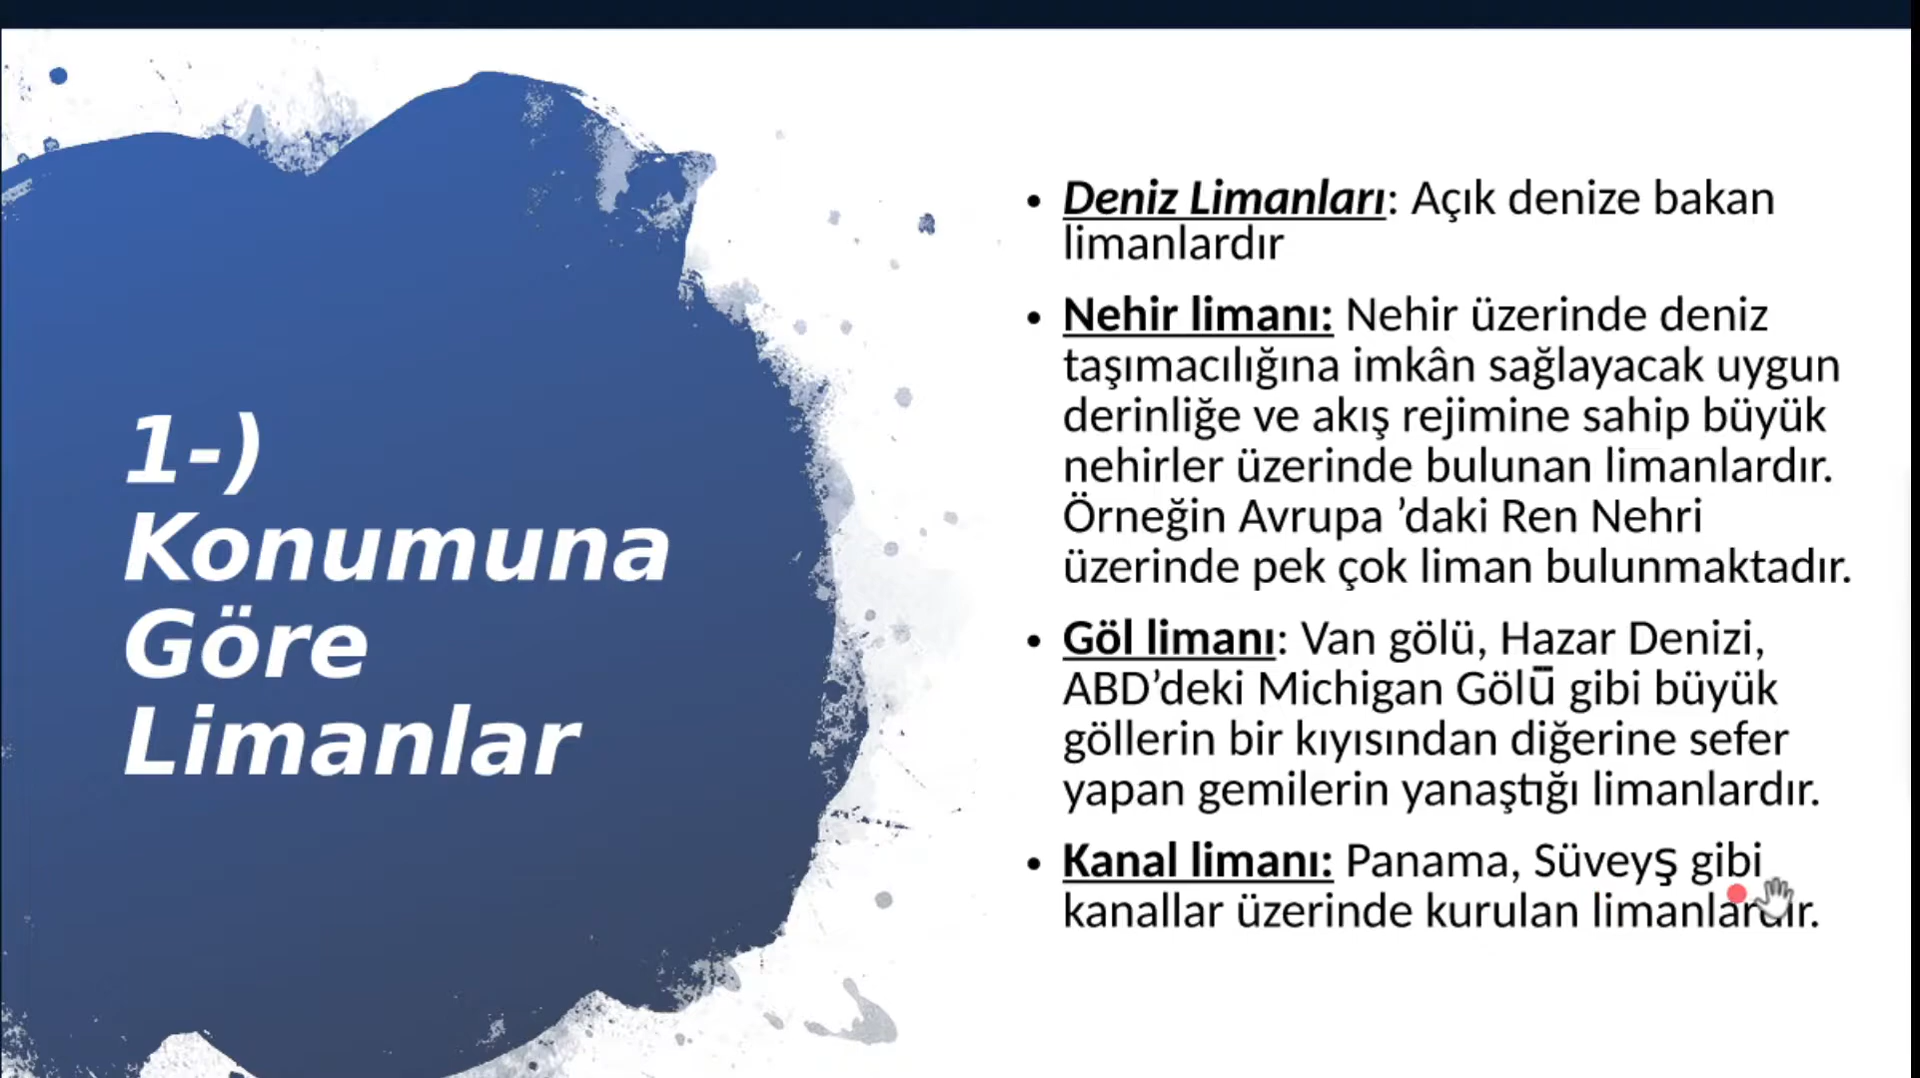 1-)
Konumuna
Göre
Limanlar
• Deniz Limanları: Açık denize bakan
limanlardır
• Nehir limanı: Nehir üzerinde deniz
taşımacılığına imkân sağlayacak uygun
derinliğe ve akış rejimine sahip büyük
nehirler üzerinde bulunan limanlardır.
Örneğin Avrupa ’daki Ren Nehri
üzerinde pek çok liman bulunmaktadır.
• Göl limanı: Van gölü, Hazar Denizi,
ABD’deki Michigan Gölü gibi büyük
göllerin bir kıyısından diğerine sefer
yapan gemilerin yanaştığı limanlardır.
• Kanal limanı: Panama, Süveyş gibi
kanallar üzerinde kurulan limanlardır.